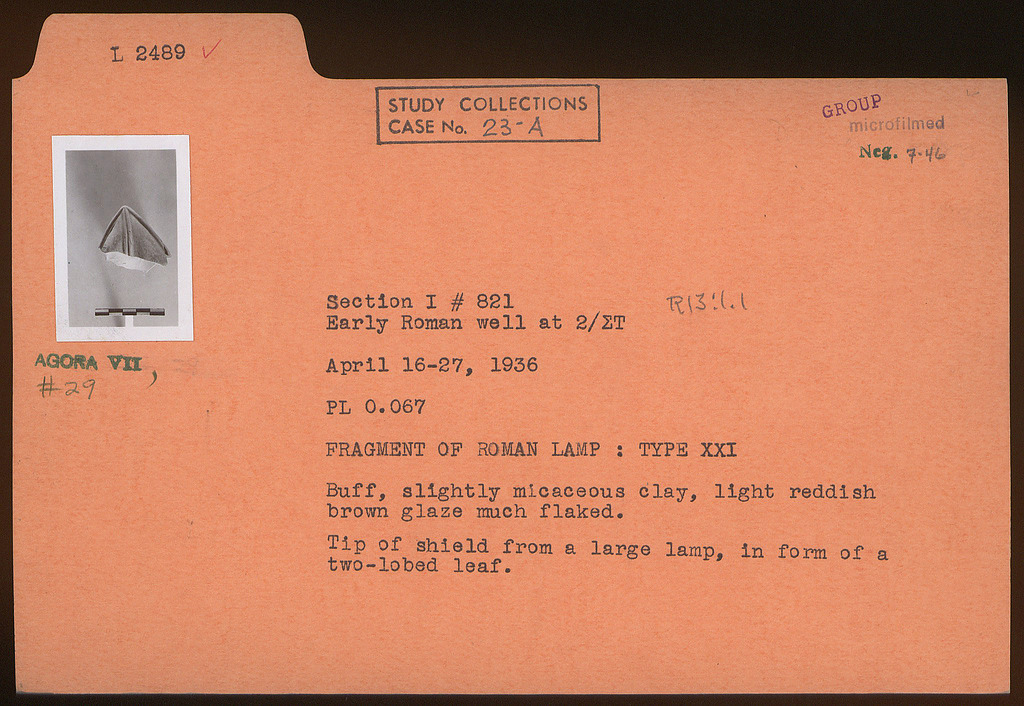 L 2489 ✓
STUDY COLLECTIONS
CASE No. 23-A
GROUP
microfilmed
Neg. 7-46
Section I # 821
Early Roman well at 2/ΣΤ
April 16-27, 1936
PL 0.067
FRAGMENT OF ROMAN LAMP : TYPE XXI
Buff, slightly micaceous clay, light reddish
brown glaze much flaked.
Tip of shield from a large lamp, in form of a
two-lobed leaf.
AGORA VII,
#29